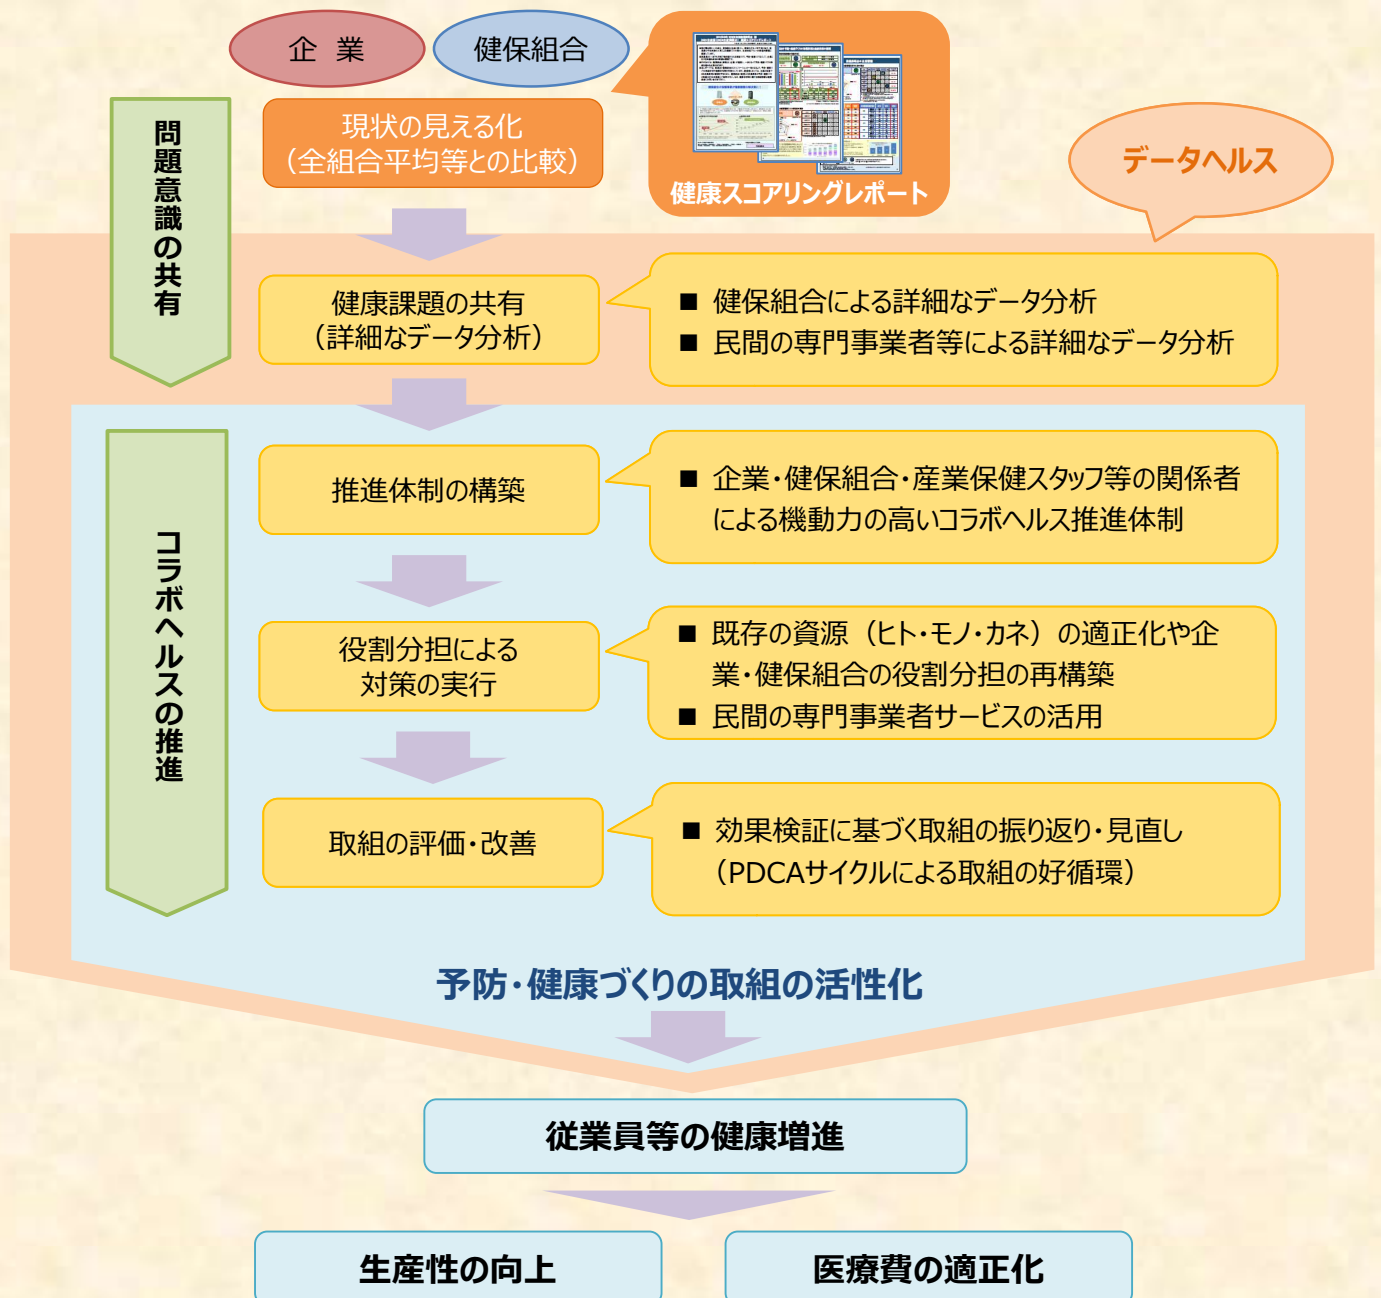 企 業
健保組合
現状の見える化
（全組合平均等との比較）
健康スコアリングレポート
データヘルス
問題意識の共有
健康課題の共有
（詳細なデータ分析）
■ 健保組合による詳細なデータ分析
■ 民間の専門事業者等による詳細なデータ分析
コラボヘルスの推進
推進体制の構築
■ 企業・健保組合・産業保健スタッフ等の関係者
による機動力の高いコラボヘルス推進体制
役割分担による
対策の実行
■ 既存の資源（ヒト・モノ・カネ）の適正化や企
業・健保組合の役割分担の再構築
■ 民間の専門事業者サービスの活用
取組の評価・改善
■ 効果検証に基づく取組の振り返り・見直し
（PDCAサイクルによる取組の好循環）
予防・健康づくりの取組の活性化
従業員等の健康増進
生産性の向上
医療費の適正化